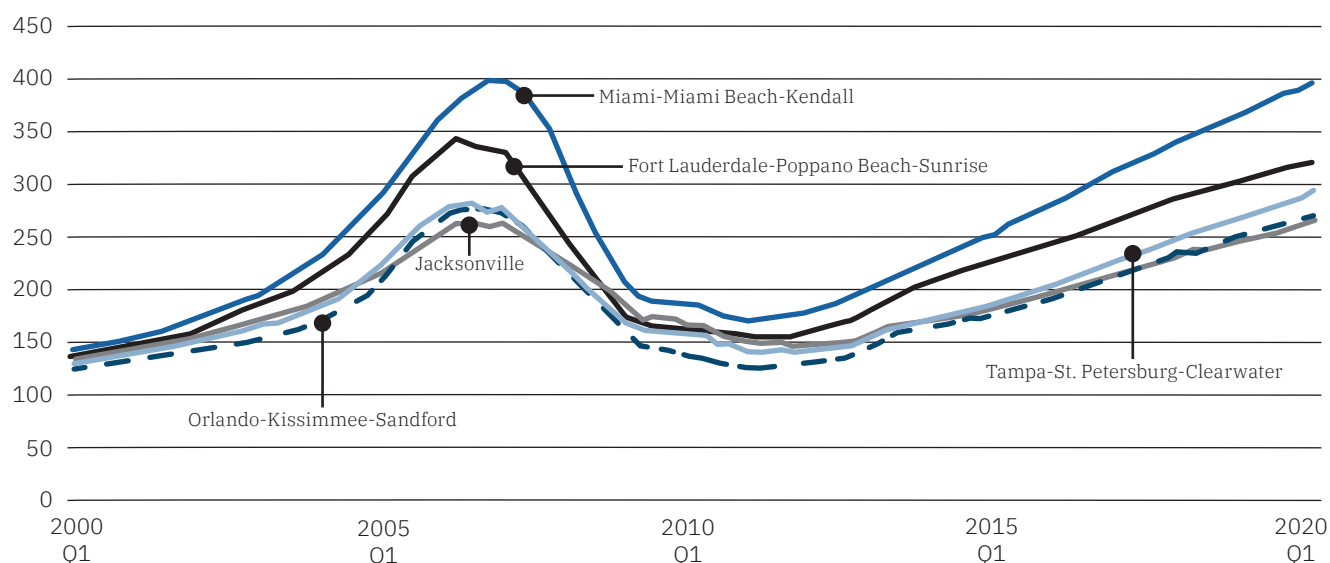 450
400
Miami-Miami Beach-Kendall
350
Fort Lauderdale-Poppano Beach-Sunrise
300
250
Jacksonville
200
150
Tampa-St. Petersburg-Clearwater
100
Orlando-Kissimmee-Sandford
50
0
2000 2005 2010 2015 2020
Q1 Q1 Q1 Q1 Q1